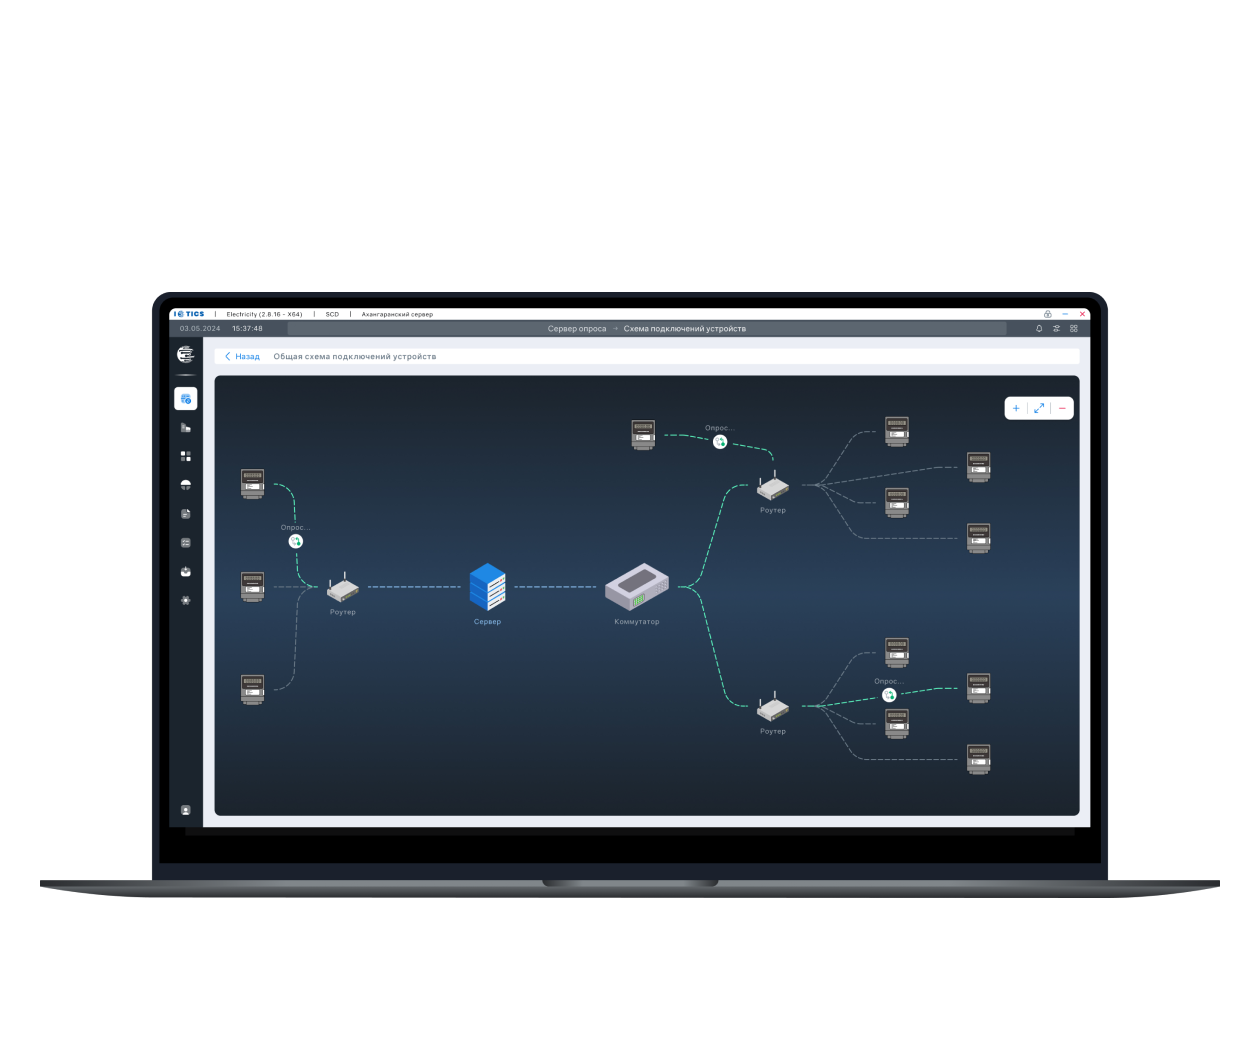 TICS | Electricity (2.8.16 - X64) | SCD | Ахангаранский сервер
03.05.2024 15:37:48 Сервер опроса → Схема подключений устройств
Назад Общая схема подключений устройств
Опрос...
Роутер
Опрос...
Роутер
Сервер
Коммутатор
Опрос...
Роутер